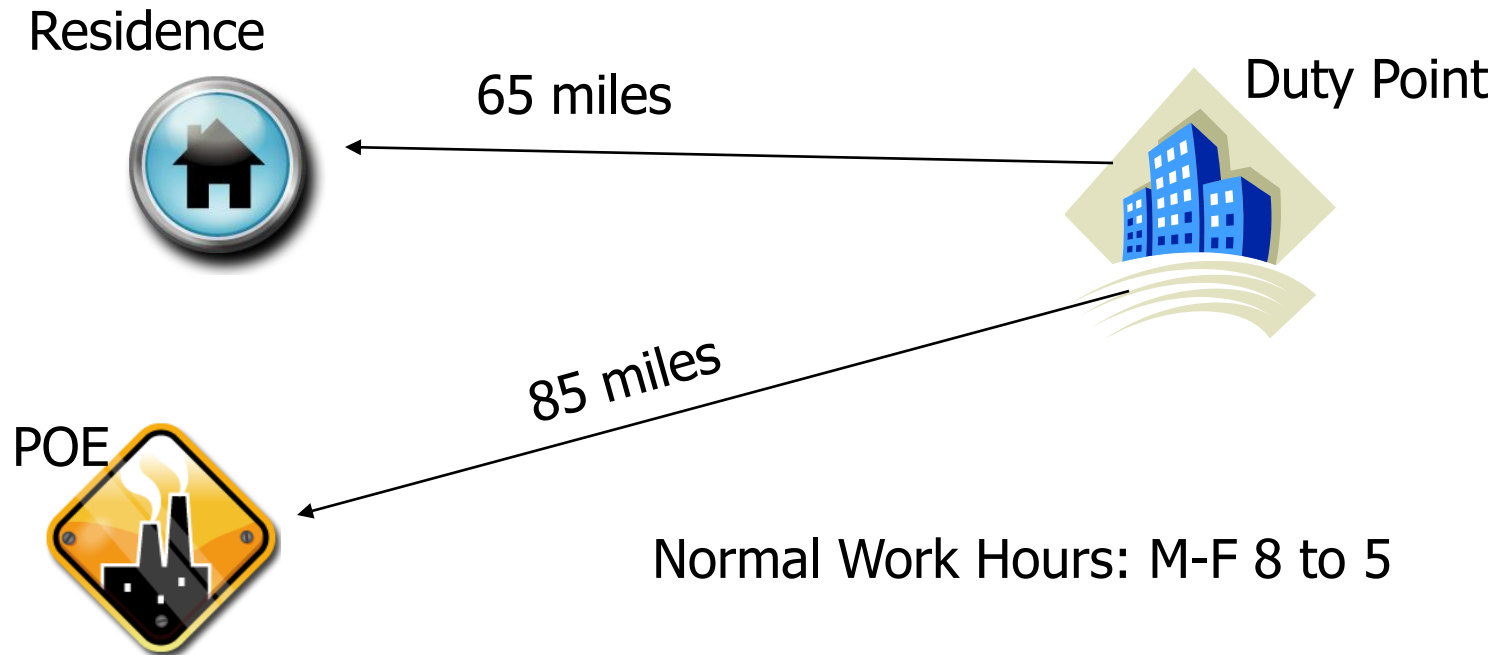 Residence
65 miles
Duty Point
85 miles
POE
Normal Work Hours: M-F 8 to 5